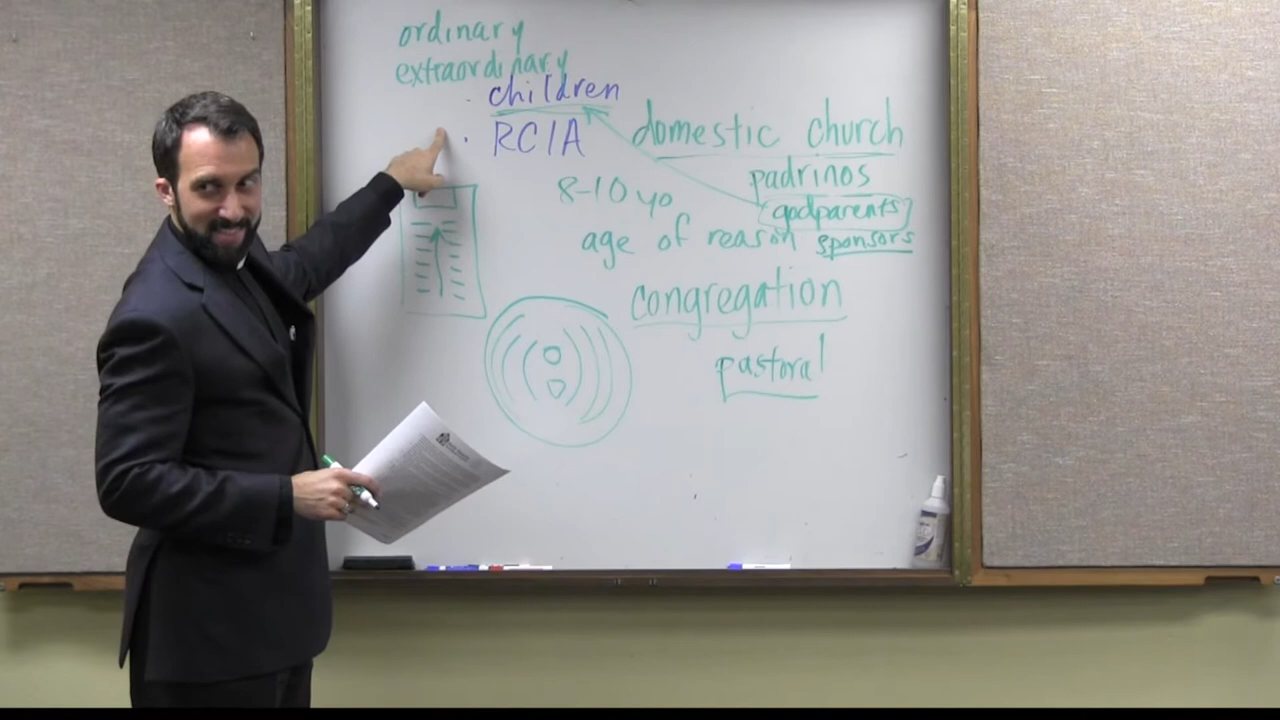 ordinary
extraordinary
· children
· RCIA
domestic church
padrinos
godparents
8-10 yo
age of reason sponsors
congregation
pastoral